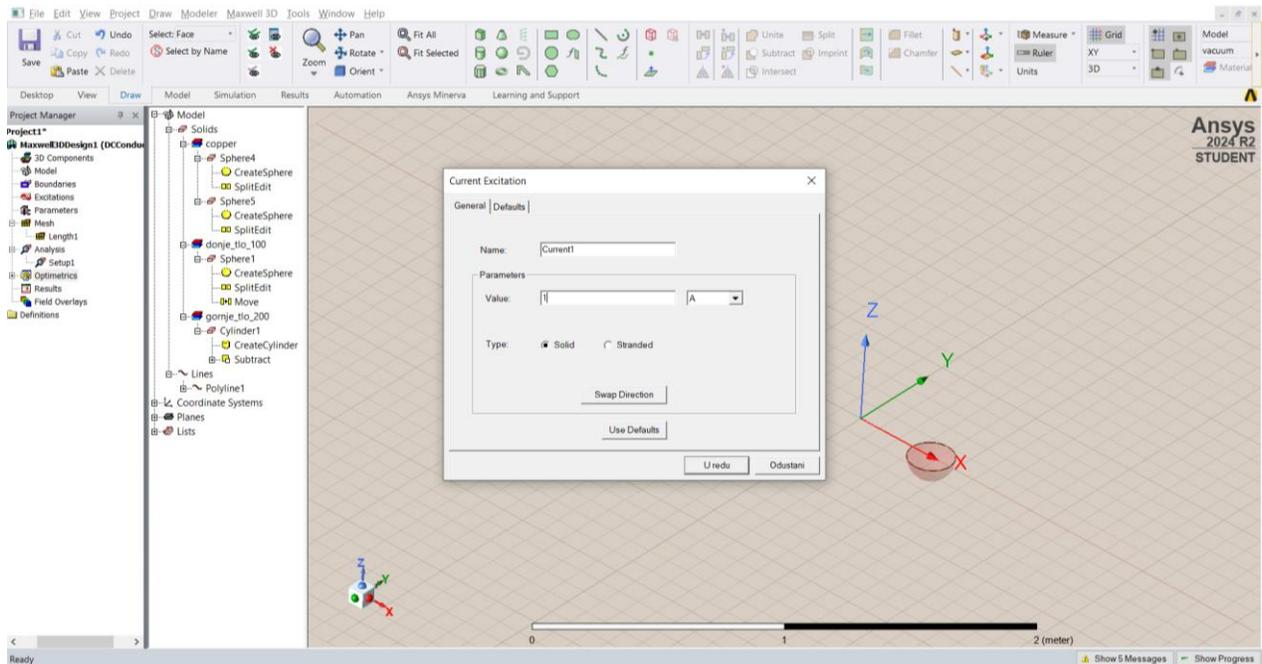 File Edit View Project Draw Modeler Maxwell 3D Tools Window Help
Save
Cut
Copy
Paste
Undo
Redo
Delete
Select: Face
Select by Name
Zoom
Pan
Rotate
Orient
Fit All
Fit Selected
Unite
Subtract
Intersect
Split
Imprint
Fillet
Chamfer
Measure
Ruler
Units
Grid
XY
3D
Model
vacuum
Material
Desktop View Draw Model Simulation Results Automation Ansys Minerva Learning and Support
Project Manager
Project1*
Maxwell3DDesign1 (DCCondu
3D Components
Model
Boundaries
Excitations
Parameters
Mesh
Length1
Analysis
Setup1
Optimetrics
Results
Field Overlays
Definitions
Model
Solids
copper
Sphere4
CreateSphere
SplitEdit
Sphere5
CreateSphere
SplitEdit
donje_tlo_100
Sphere1
CreateSphere
SplitEdit
Move
gornje_tlo_200
Cylinder1
CreateCylinder
Subtract
Lines
Polyline1
Coordinate Systems
Planes
Lists
Current Excitation
General Defaults
Name: Current1
Parameters
Value: 1 A
Type: Solid Stranded
Swap Direction
Use Defaults
U redu Odustani
Ansys
2024 R2
STUDENT
Z
Y
X
Z
Y
X
0 1 2 (meter)
Ready
Show 5 Messages Show Progress